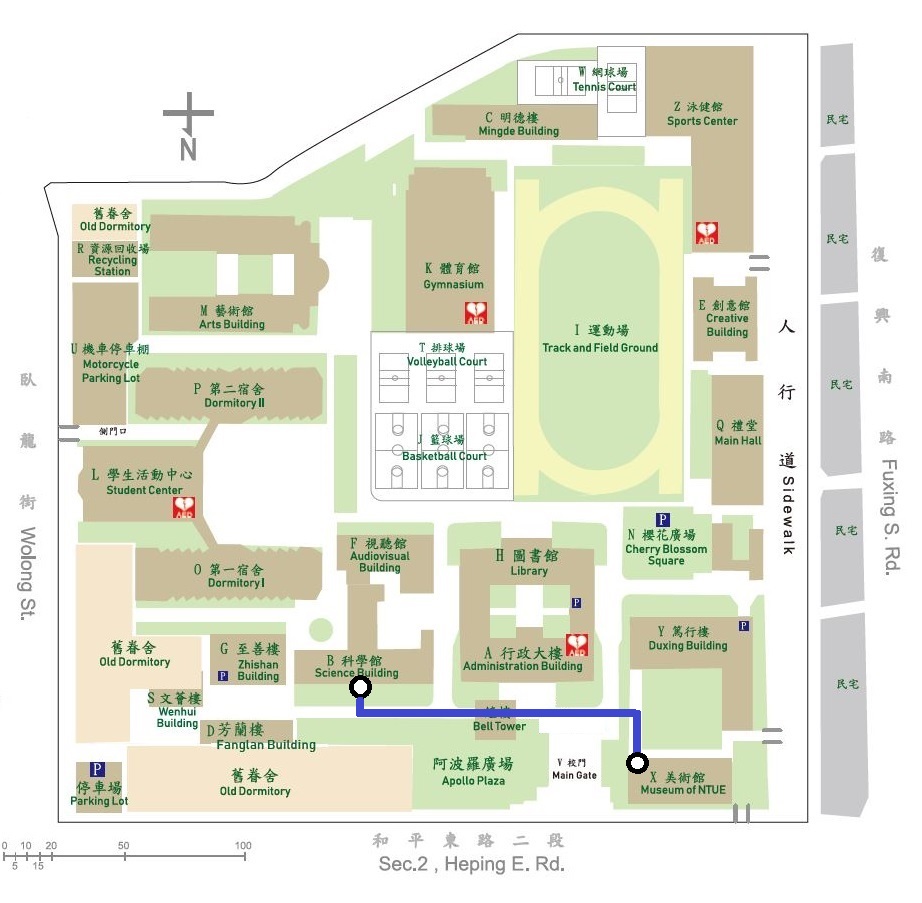 W 網球場
Tennis Court
C 明德樓
Mingde Building
Z 泳健館
Sports Center
民宅
N
舊眷舍
Old Dormitory
R 資源回收場
Recycling
Station
AED
民宅
復
興
南
路
Fuxing S. Rd.
K 體育館
Gymnasium
AED
E 創意館
Creative
Building
人
行
道
Sidewalk
M 藝術館
Arts Building
I 運動場
Track and Field Ground
U 機車停車棚
Motorcycle
Parking Lot
T 排球場
Volleyball Court
臥
龍
街
Wolong St.
P 第二宿舍
Dormitory II
民宅
側門口
J 籃球場
Basketball Court
Q 禮堂
Main Hall
L 學生活動中心
Student Center
AED
P
N 櫻花廣場
Cherry Blossom
Square
民宅
F 視聽館
Audiovisual
Building
H 圖書館
Library
O 第一宿舍
Dormitory I
P
舊眷舍
Old Dormitory
G 至善樓
Zhishan
Building
P
B 科學館
Science Building
A 行政大樓
Administration Building
AED
Y 篤行樓
Duxing Building
P
民宅
S 文薈樓
Wenhui
Building
D 芳蘭樓
Fanglan Building
Bell Tower
P
停車場
Parking Lot
舊眷舍
Old Dormitory
阿波羅廣場
Apollo Plaza
V 校門
Main Gate
X 美術館
Museum of NTUE
和平東路二段
Sec.2 , Heping E. Rd.
0 10 20 50 100
5 15